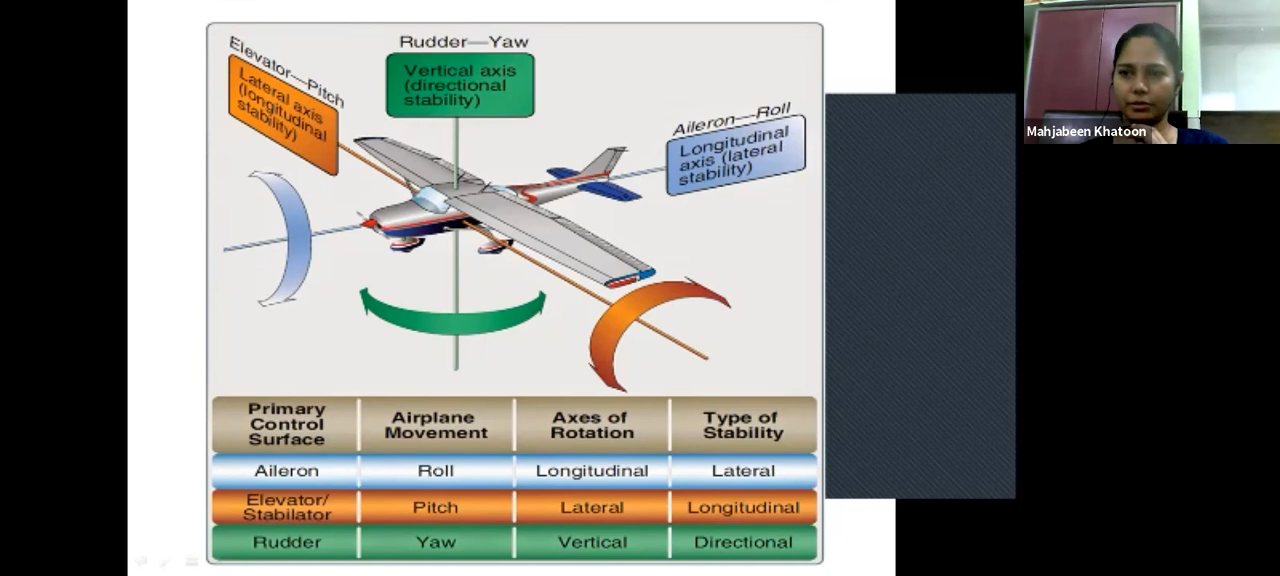 Elevator—Pitch
Lateral axis
(longitudinal
stability)
Rudder—Yaw
Vertical axis
(directional
stability)
Aileron—Roll
Longitudinal
axis (lateral
stability)
Mahjabeen Khatoon
Primary
Control
Surface
Airplane
Movement
Axes of
Rotation
Type of
Stability
Aileron Roll Longitudinal Lateral
Elevator/
Stabilator
Pitch Lateral Longitudinal
Rudder Yaw Vertical Directional